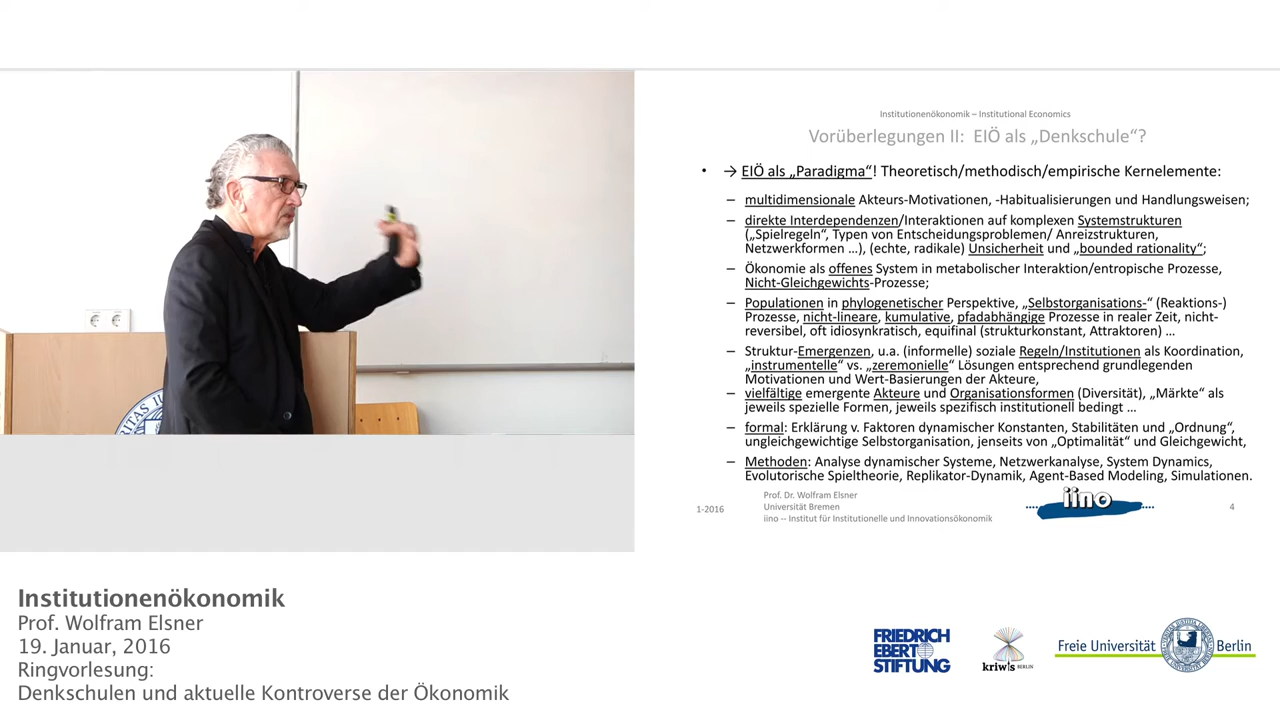 Institutionenökonomik – Institutional Economics
Vorüberlegungen II: EIÖ als „Denkschule“?
• → EIÖ als „Paradigma“! Theoretisch/methodisch/empirische Kernelemente:
– multidimensionale Akteurs-Motivationen, -Habitualisierungen und Handlungsweisen;
– direkte Interdependenzen/Interaktionen auf komplexen Systemstrukturen
(„Spielregeln“, Typen von Entscheidungsproblemen/ Anreizstrukturen,
Netzwerkformen ...), (echte, radikale) Unsicherheit und „bounded rationality“;
– Ökonomie als offenes System in metabolischer Interaktion/entropische Prozesse,
Nicht-Gleichgewichts-Prozesse;
– Populationen in phylogenetischer Perspektive, „Selbstorganisations-“ (Reaktions-)
Prozesse, nicht-lineare, kumulative, pfadabhängige Prozesse in realer Zeit, nicht-
reversibel, oft idiosynkratisch, equifinal (strukturkonstant, Attraktoren) ...
– Struktur-Emergenzen, u.a. (informelle) soziale Regeln/Institutionen als Koordination,
„instrumentelle“ vs. „zeremonielle“ Lösungen entsprechend grundlegenden
Motivationen und Wert-Basierungen der Akteure,
– vielfältige emergente Akteure und Organisationsformen (Diversität), „Märkte“ als
jeweils spezielle Formen, jeweils spezifisch institutionell bedingt ...
– formal: Erklärung v. Faktoren dynamischer Konstanten, Stabilitäten und „Ordnung“,
ungleichgewichtige Selbstorganisation, jenseits von „Optimalität“ und Gleichgewicht,
– Methoden: Analyse dynamischer Systeme, Netzwerkanalyse, System Dynamics,
Evolutorische Spieltheorie, Replikator-Dynamik, Agent-Based Modeling, Simulationen.
1-2016
Prof. Dr. Wolfram Elsner
Universität Bremen
iino -- Institut für Institutionelle und Innovationsökonomik
iino
4
Institutionenökonomik
Prof. Wolfram Elsner
19. Januar, 2016
Ringvorlesung:
Denkschulen und aktuelle Kontroverse der Ökonomik
FRIEDRICH
EBERT
STIFTUNG
kriwis BERLIN
Freie Universität Berlin